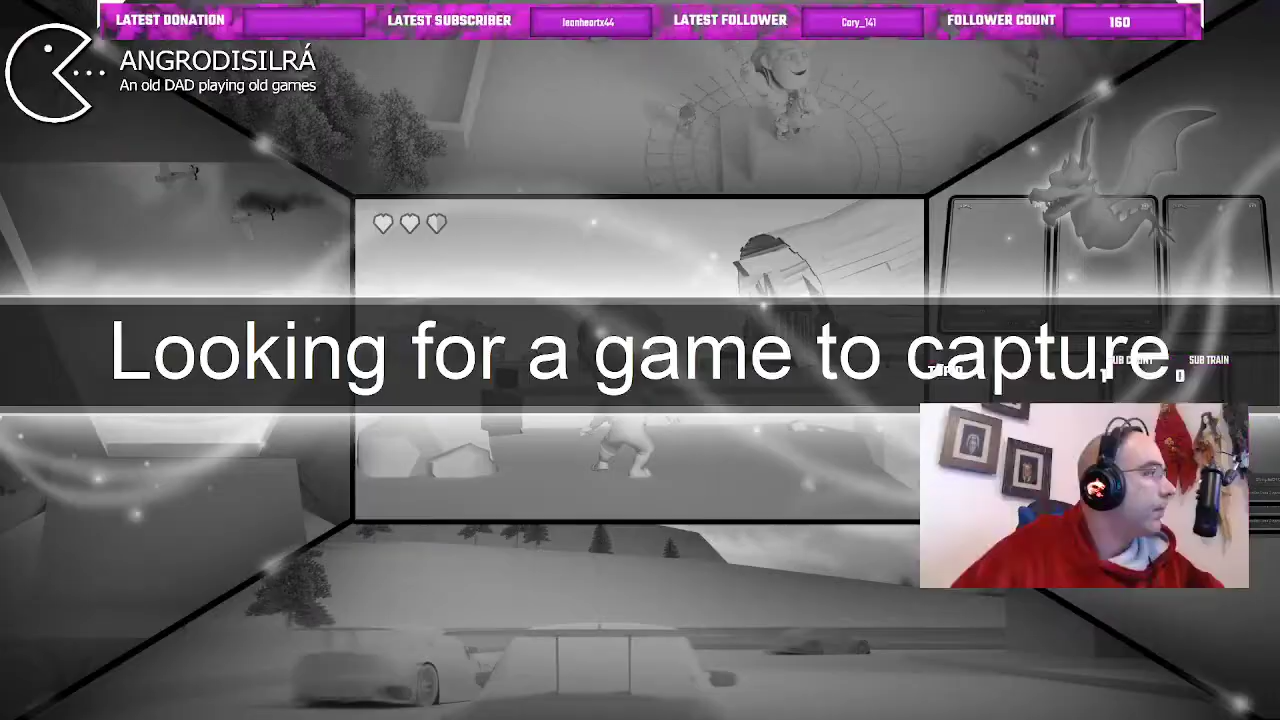 LATEST DONATION
LATEST SUBSCRIBER
leonheartx44
LATEST FOLLOWER
Cory_141
FOLLOWER COUNT
160
ANGRODISILRÁ
An old DAD playing old games
Looking for a game to capture
SUB COUNT
SUB TRAIN
0